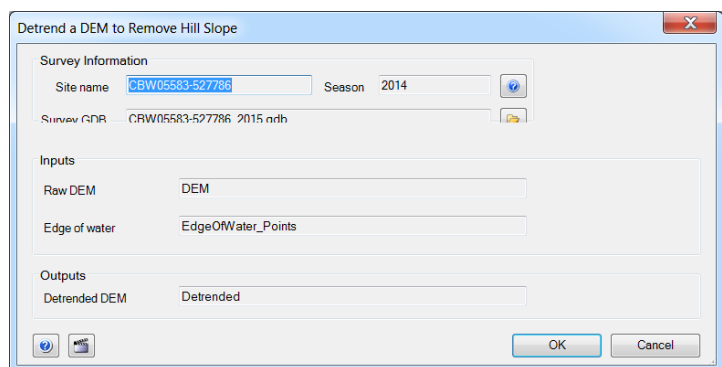 Detrend a DEM to Remove Hill Slope
Survey Information
Site name CBW05583-527786 Season 2014
Survey GDB CBW05583-527786_2015.gdb
Inputs
Raw DEM DEM
Edge of water EdgeOfWater_Points
Outputs
Detrended DEM Detrended
OK Cancel